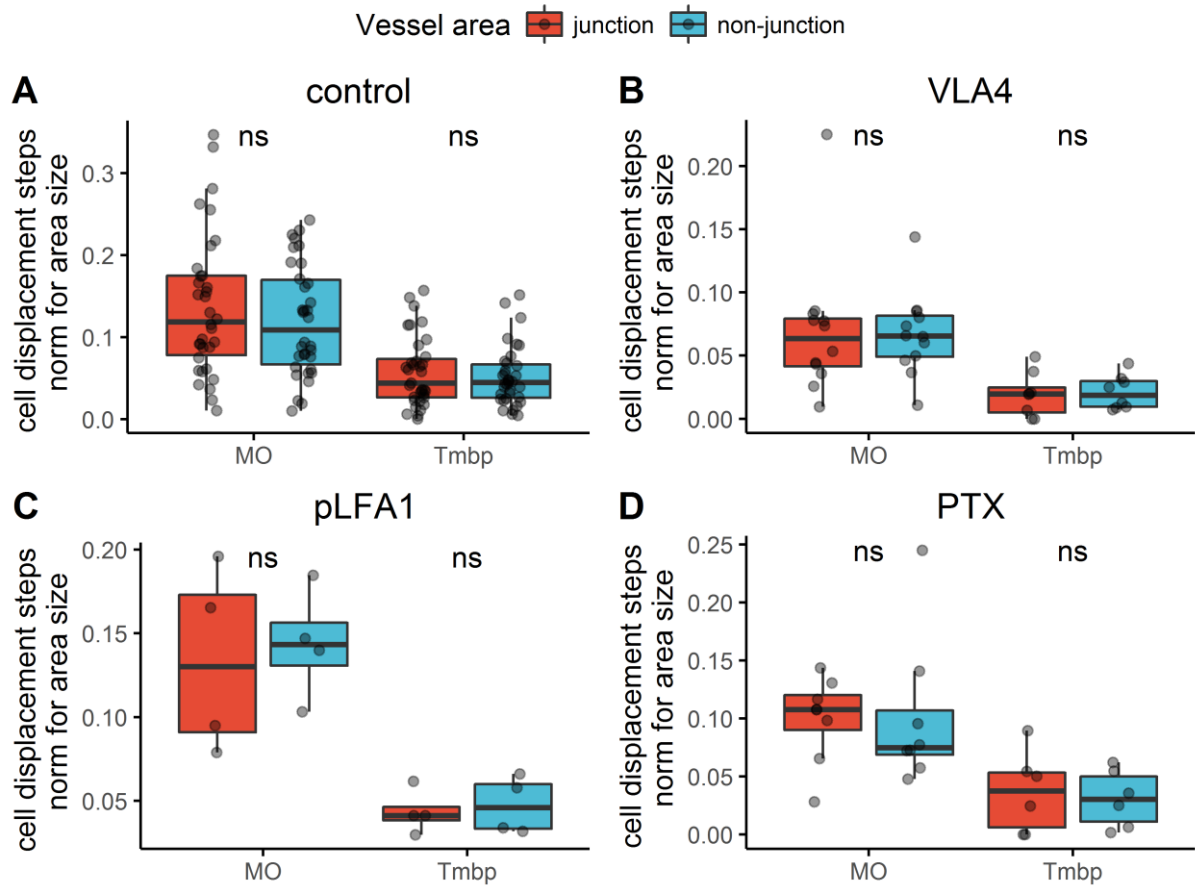 Vessel area junction non-junction
A control
ns ns
cell displacement steps
norm for area size
0.3
0.2
0.1
0.0
MO Tmbp
B VLA4
ns ns
cell displacement steps
norm for area size
0.20
0.15
0.10
0.05
0.00
MO Tmbp
C pLFA1
ns ns
cell displacement steps
norm for area size
0.20
0.15
0.10
0.05
MO Tmbp
D PTX
ns ns
cell displacement steps
norm for area size
0.25
0.20
0.15
0.10
0.05
0.00
MO Tmbp